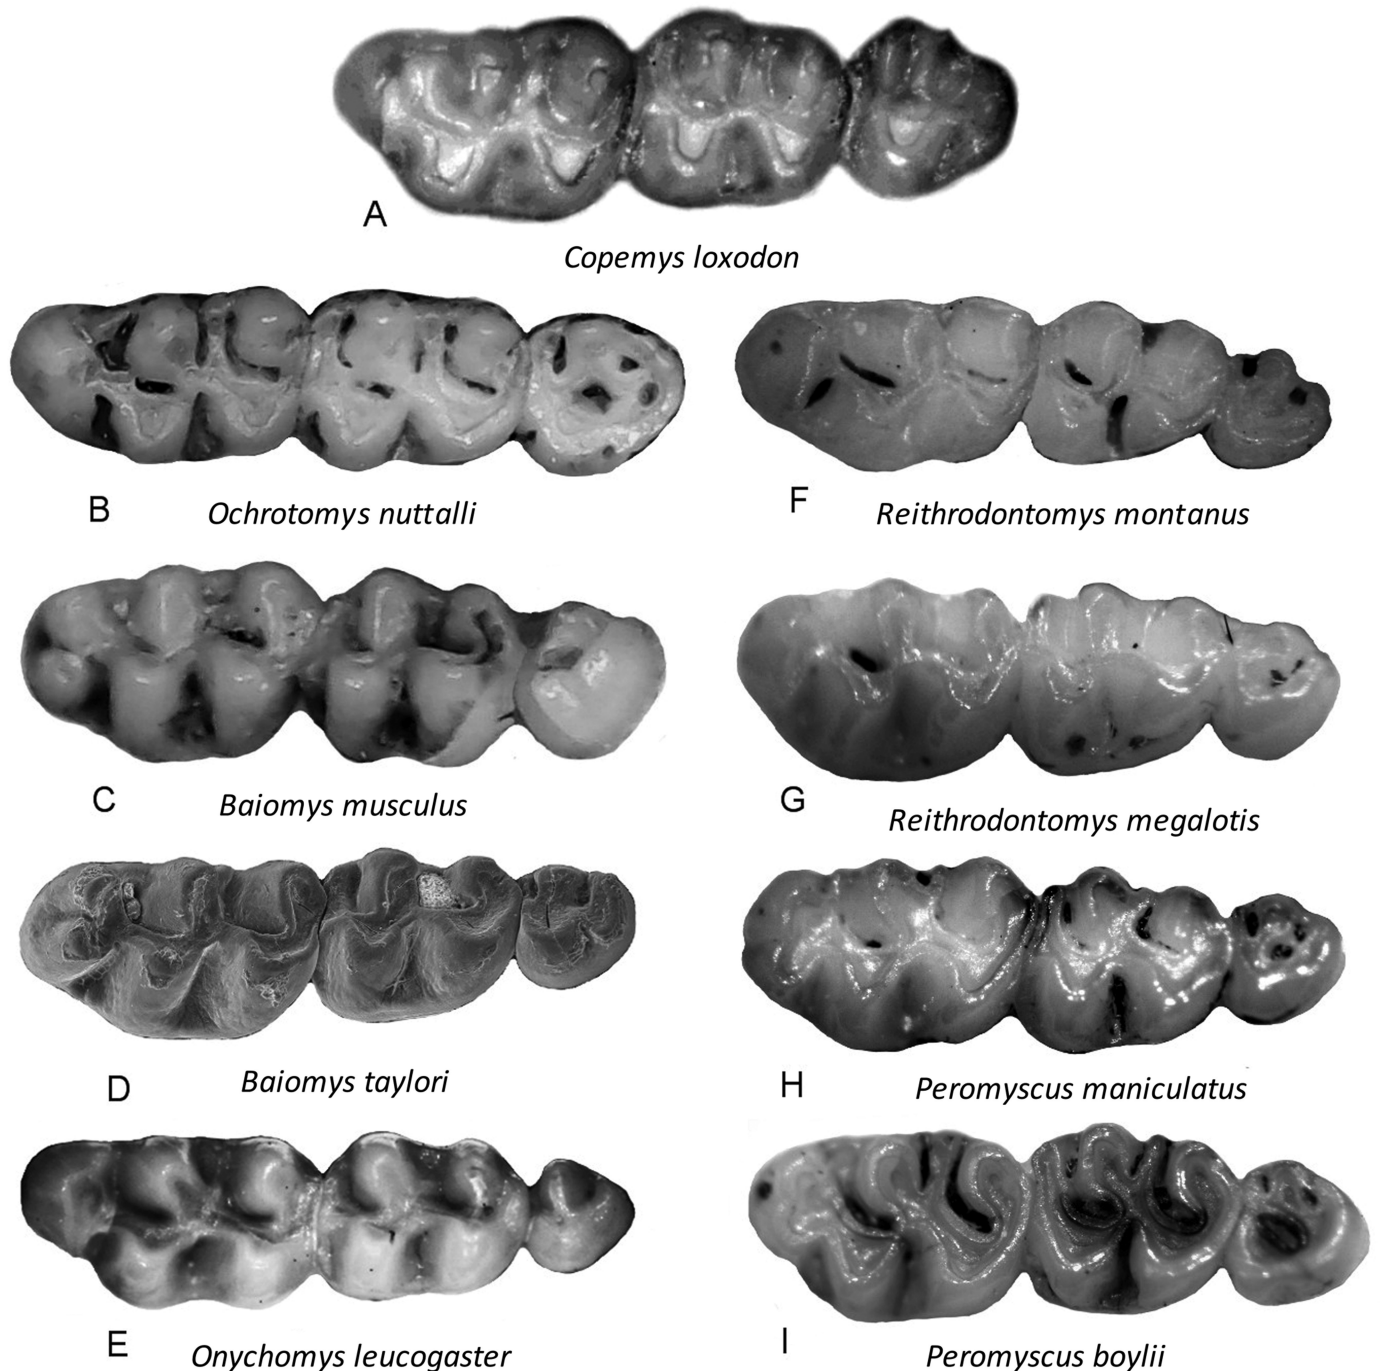 A
Copemys loxodon
B
Ochrotomys nuttalli
F
Reithrodontomys montanus
C
Baiomys musculus
G
Reithrodontomys megalotis
D
Baiomys taylori
H
Peromyscus maniculatus
E
Onychomys leucogaster
I
Peromyscus boylii